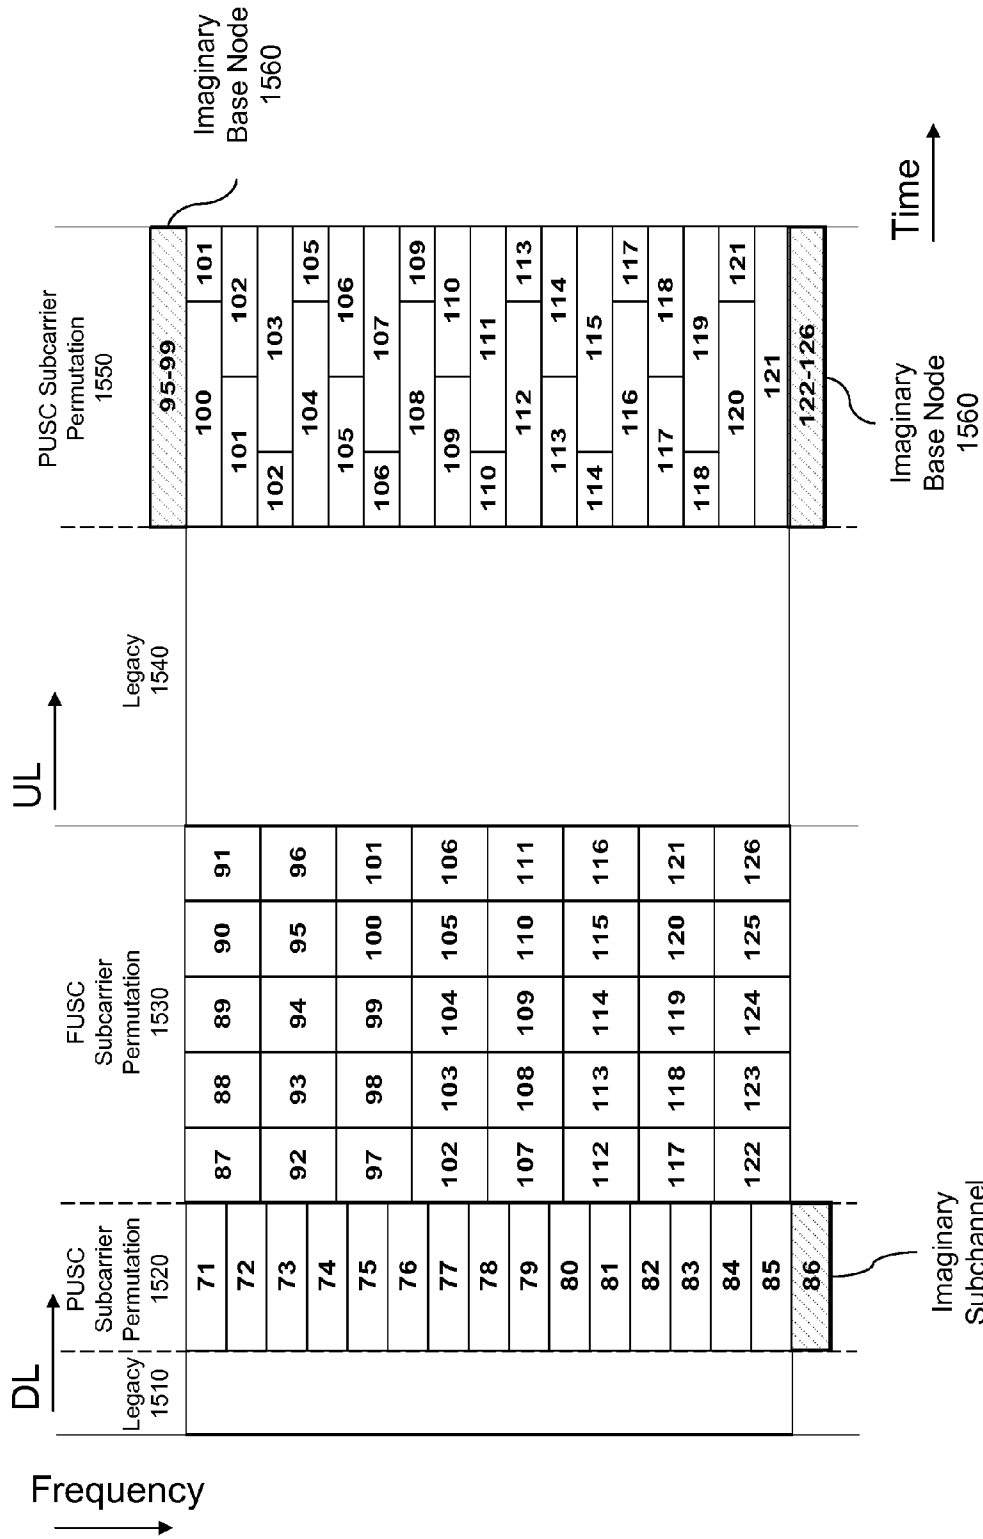 Frequency
DL
UL
Legacy
1510
PUSC
Subcarrier
Permutation
1520
FUSC
Subcarrier
Permutation
1530
Legacy
1540
PUSC Subcarrier
Permutation
1550
71
72
73
74
75
76
77
78
79
80
81
82
83
84
85
86
87 88 89 90 91
92 93 94 95 96
97 98 99 100 101
102 103 104 105 106
107 108 109 110 111
112 113 114 115 116
117 118 119 120 121
122 123 124 125 126
95-99
100 101
101 102
102 103
104 105
105 106
106 107
108 109
109 110
110 111
112 113
113 114
114 115
116 117
117 118
118 119
120 121
121
122-126
Imaginary
Base Node
1560
Imaginary
Base Node
1560
Time
Imaginary
Subchannel